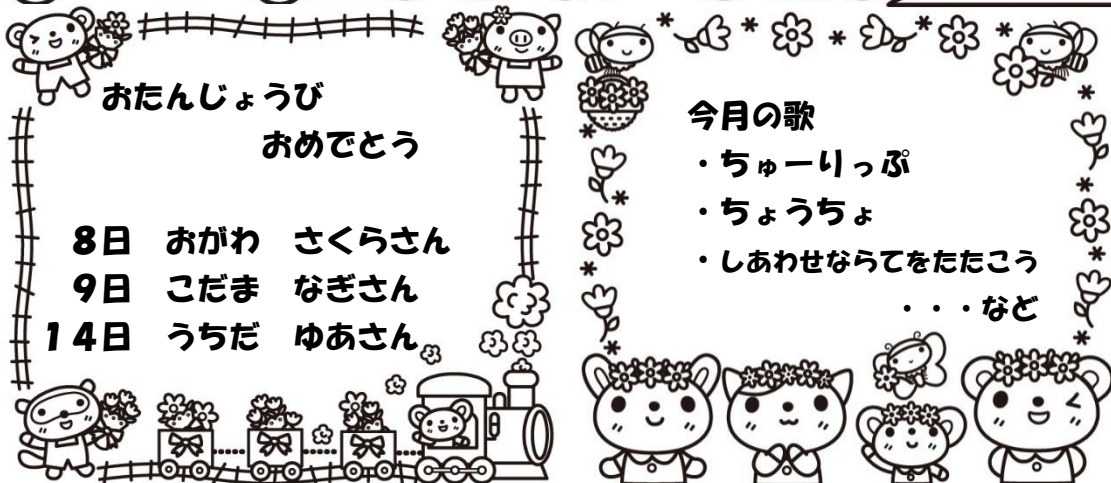 おたんじょうび
おめでとう
8日 おがわ さくらさん
9日 こだま なぎさん
14日 うちだ ゆあさん
今月の歌
・ちゅーりっぷ
・ちょうちょ
・しあわせならてをたたこう
・・・など